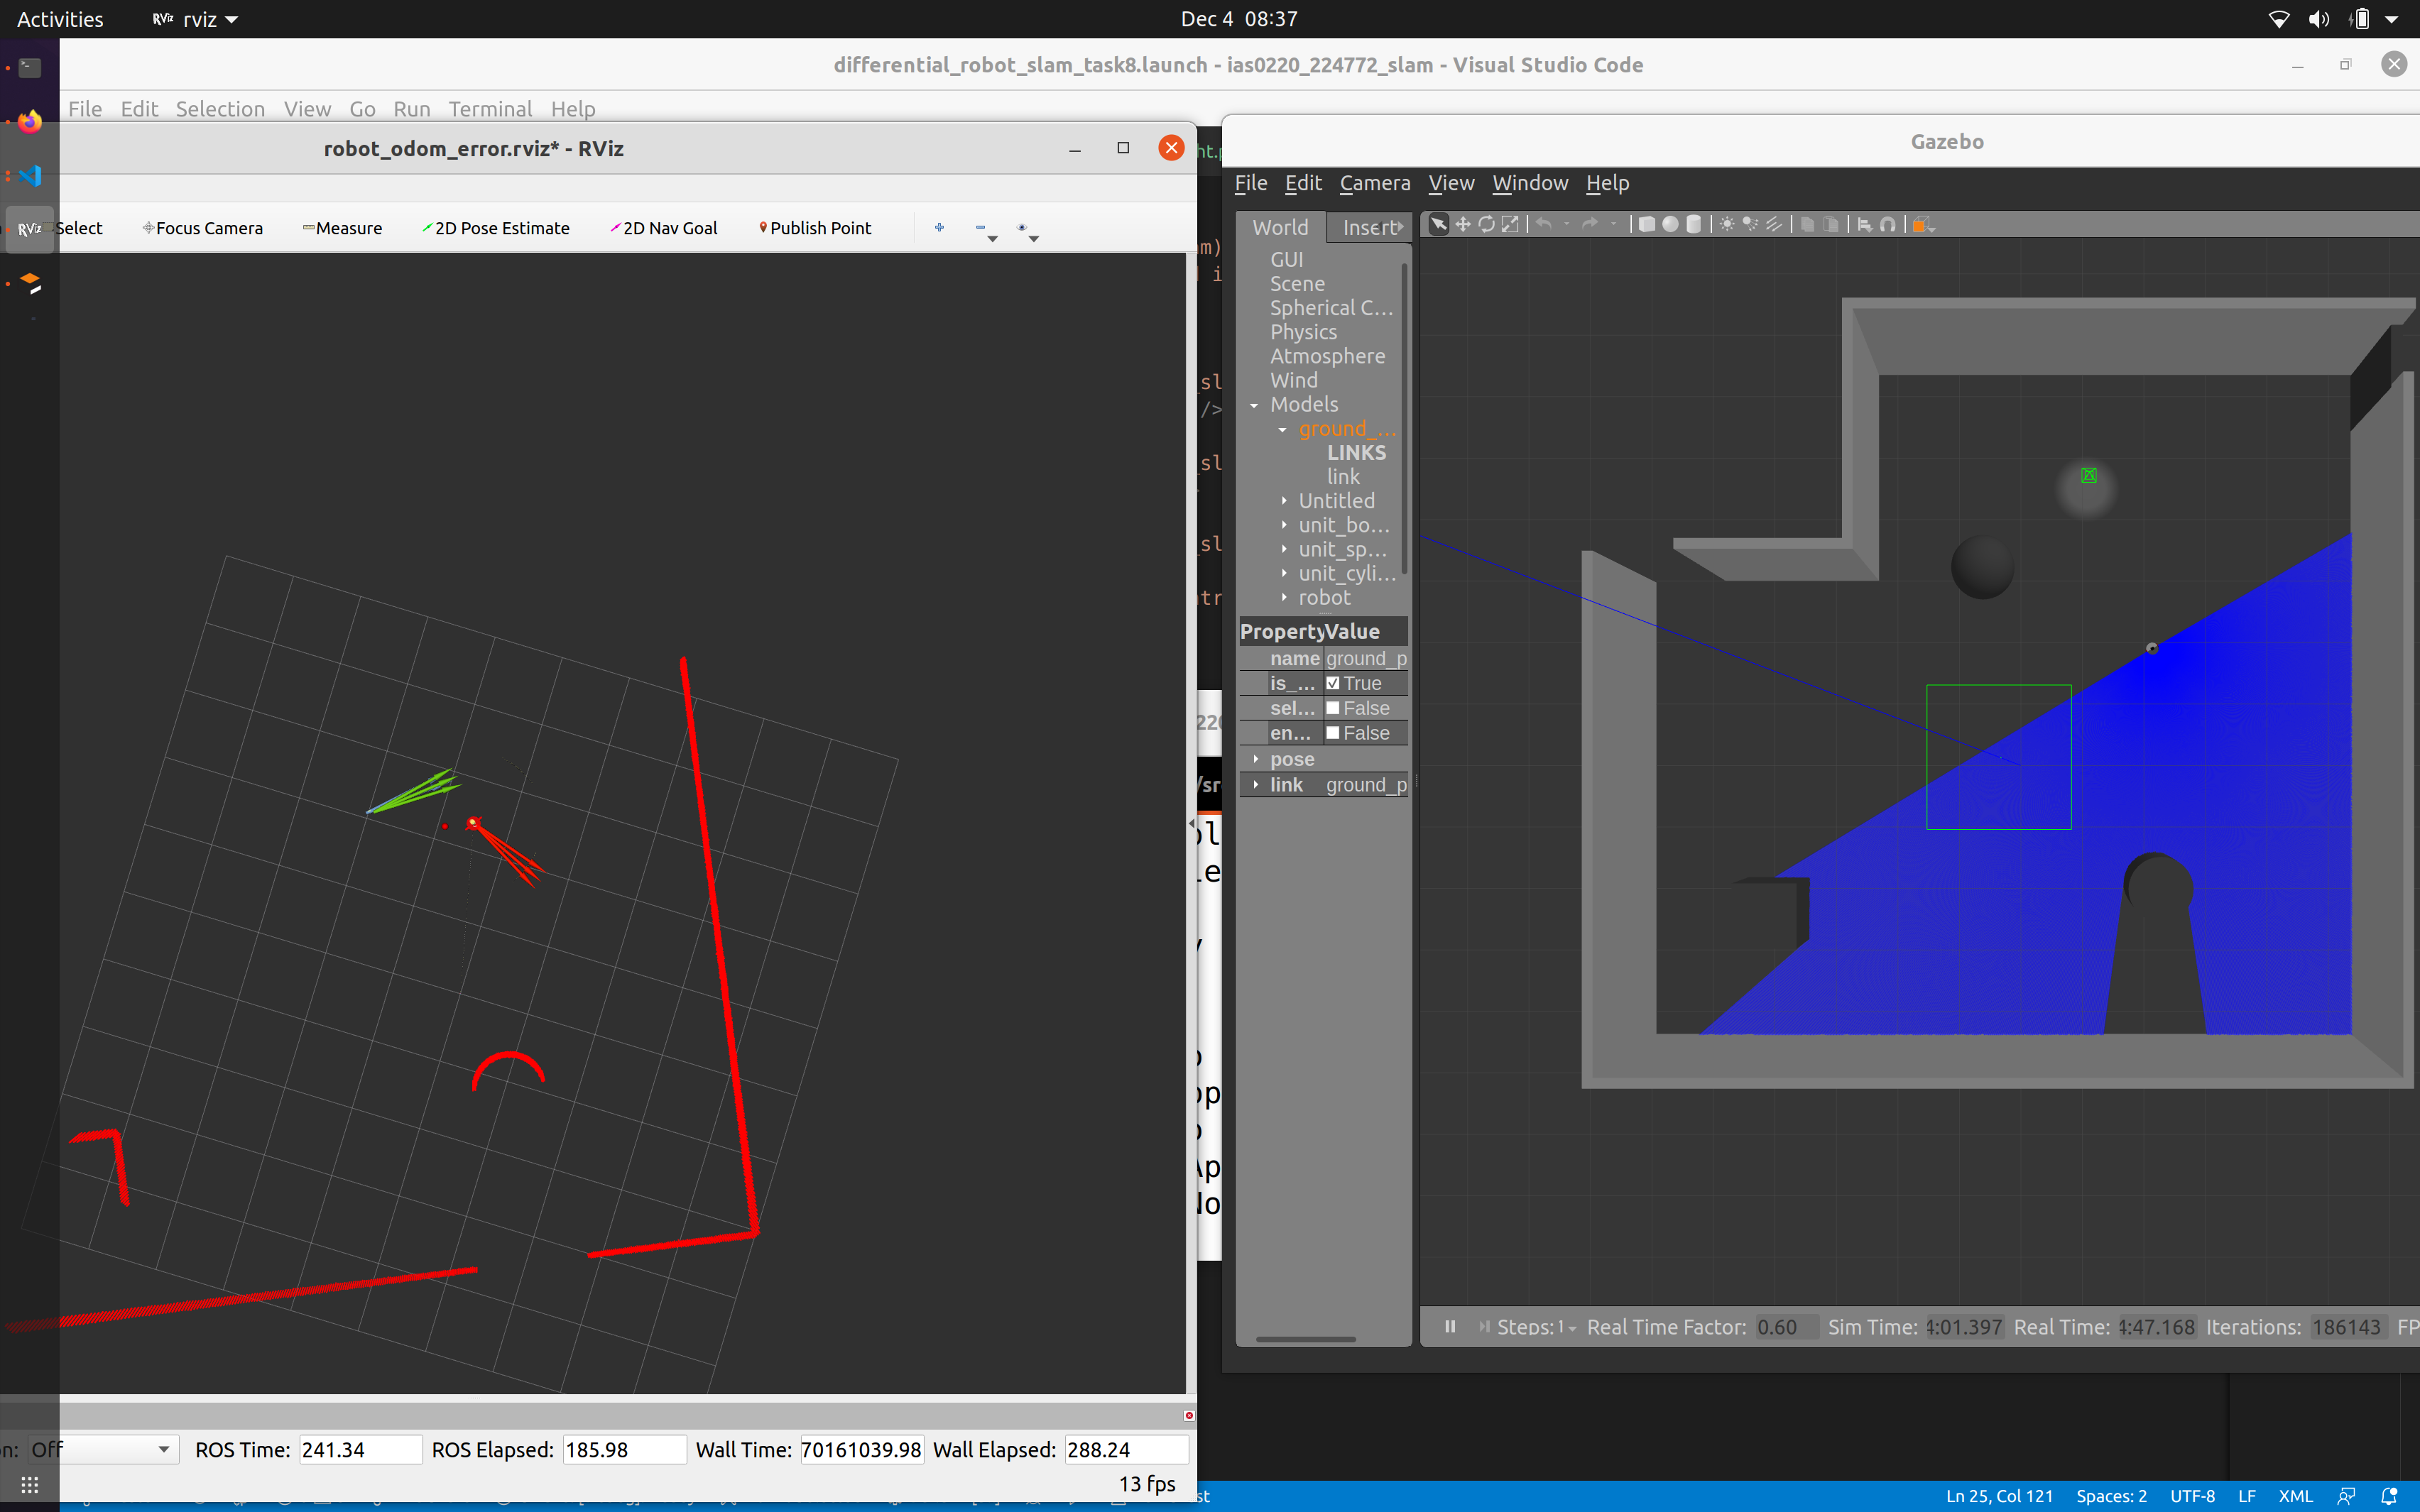 Activities
rviz
Dec 4 08:37
differential_robot_slam_task8.launch - ias0220_224772_slam - Visual Studio Code
File Edit Selection View Go Run Terminal Help
robot_odom_error.rviz* - RViz
Select Focus Camera Measure 2D Pose Estimate 2D Nav Goal Publish Point
Off ROS Time: 241.34 ROS Elapsed: 185.98 Wall Time: 70161039.98 Wall Elapsed: 288.24
13 fps
Gazebo
File Edit Camera View Window Help
World Insert
GUI
Scene
Spherical C...
Physics
Atmosphere
Wind
Models
ground_...
LINKS
link
Untitled
unit_bo...
unit_sp...
unit_cyli...
robot
Property Value
name ground_p
is_... True
sel... False
en... False
pose
link ground_p
Steps: 1 Real Time Factor: 0.60 Sim Time: 4:01.397 Real Time: 4:47.168 Iterations: 186143 FP
Ln 25, Col 121 Spaces: 2 UTF-8 LF XML